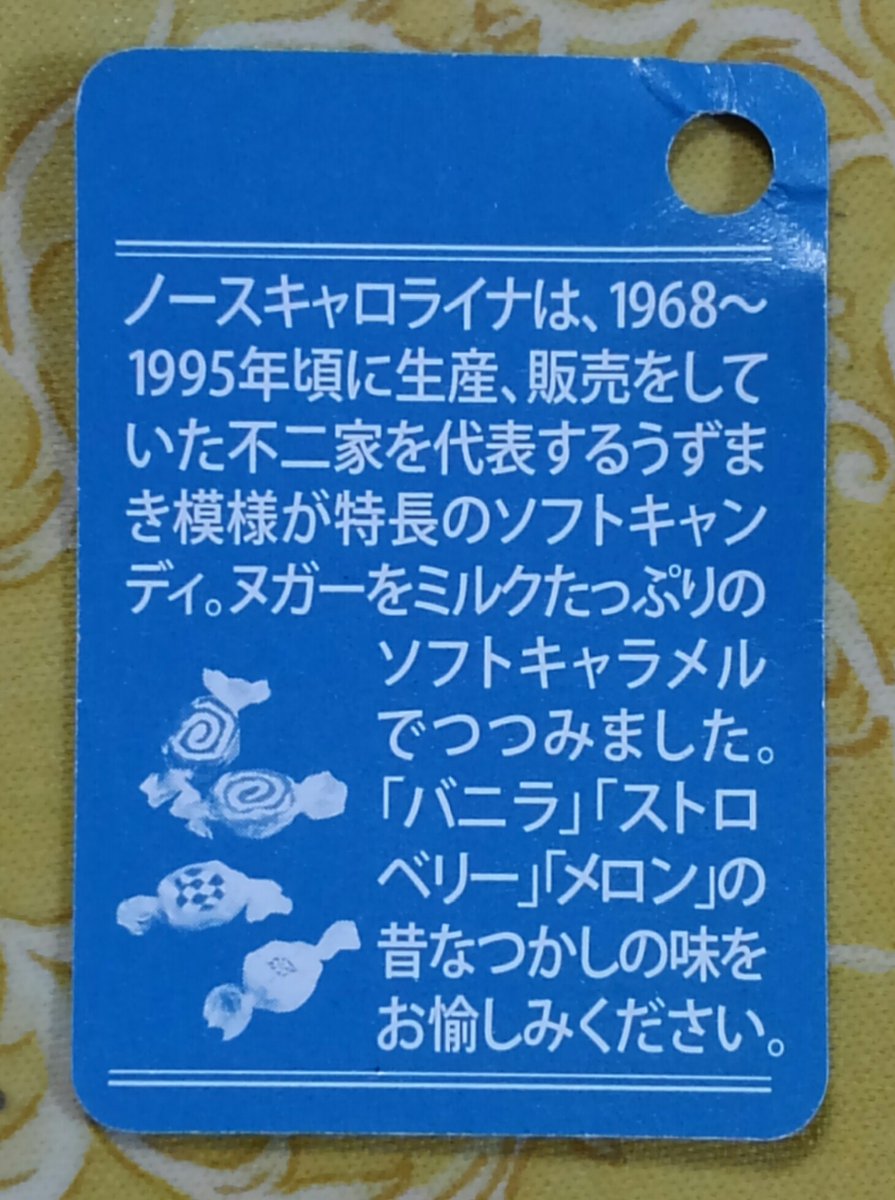 ノースキャロライナは、1968～
1995年頃に生産、販売をして
いた不二家を代表するうずま
き模様が特長のソフトキャン
ディ。ヌガーをミルクたっぷりの
ソフトキャラメル
でつつみました。
「バニラ」「ストロ
ベリー」「メロン」の
昔なつかしの味を
お愉しみください。